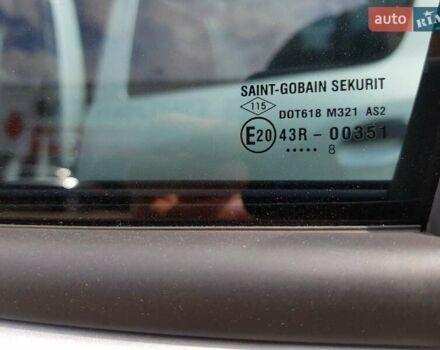 auto RIA
SAINT-GOBAIN SEKURIT
115 DOT618 M321 AS2
E20 43R-00351
..... 8